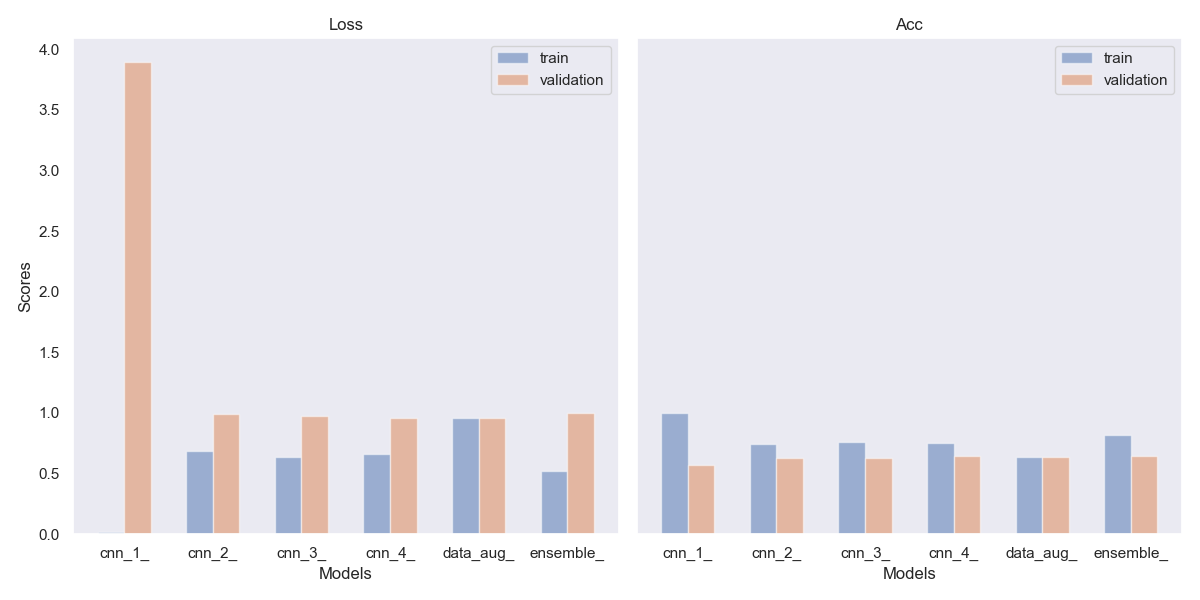 Loss
train
validation
4.0
3.5
3.0
2.5
2.0
1.5
1.0
0.5
0.0
Scores
cnn_1_ cnn_2_ cnn_3_ cnn_4_ data_aug_ ensemble_
Models
Acc
train
validation
cnn_1_ cnn_2_ cnn_3_ cnn_4_ data_aug_ ensemble_
Models